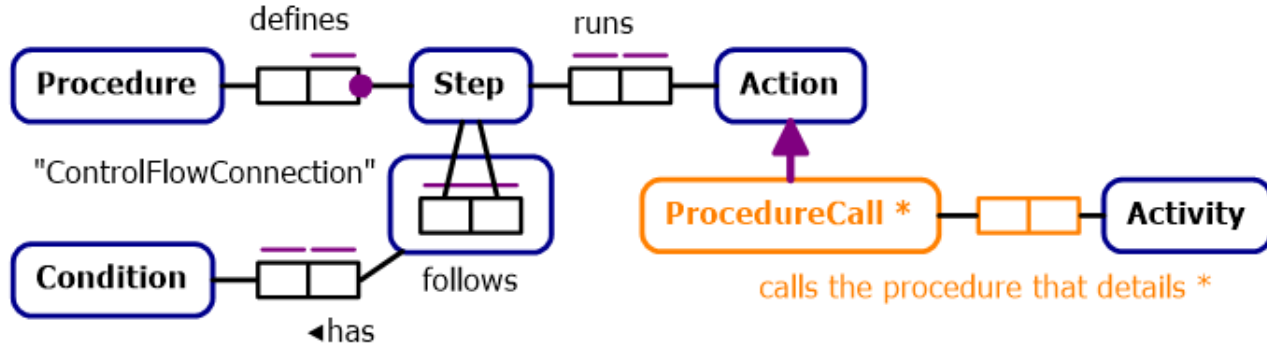 defines
runs
Procedure
Step
Action
"ControlFlowConnection"
ProcedureCall *
Activity
Condition
follows
calls the procedure that details *
◄has